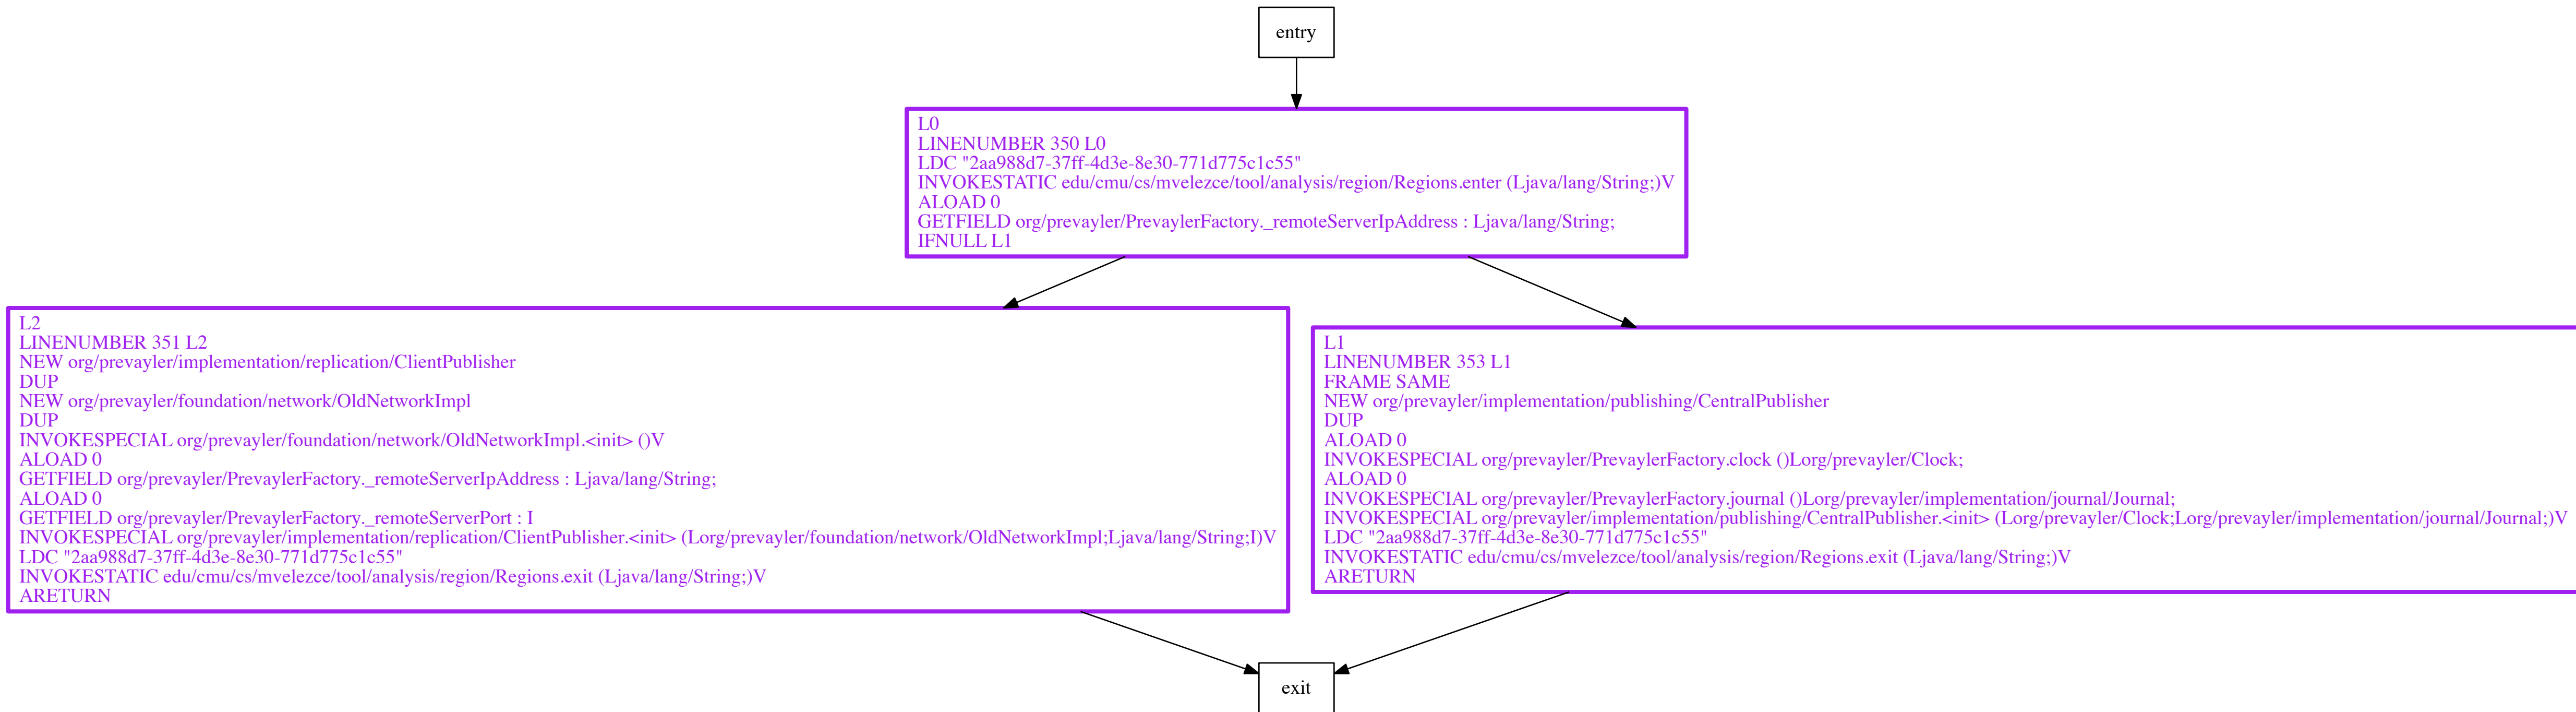 entry
L0
LINENUMBER 350 L0
LDC "2aa988d7-37ff-4d3e-8e30-771d775c1c55"
INVOKESTATIC edu/cmu/cs/mvelezce/tool/analysis/region/Regions.enter (Ljava/lang/String;)V
ALOAD 0
GETFIELD org/prevayler/PrevaylerFactory._remoteServerIpAddress : Ljava/lang/String;
IFNULL L1
L2
LINENUMBER 351 L2
NEW org/prevayler/implementation/replication/ClientPublisher
DUP
NEW org/prevayler/foundation/network/OldNetworkImpl
DUP
INVOKESPECIAL org/prevayler/foundation/network/OldNetworkImpl.<init> ()V
ALOAD 0
GETFIELD org/prevayler/PrevaylerFactory._remoteServerIpAddress : Ljava/lang/String;
ALOAD 0
GETFIELD org/prevayler/PrevaylerFactory._remoteServerPort : I
INVOKESPECIAL org/prevayler/implementation/replication/ClientPublisher.<init> (Lorg/prevayler/foundation/network/OldNetworkImpl;Ljava/lang/String;I)V
LDC "2aa988d7-37ff-4d3e-8e30-771d775c1c55"
INVOKESTATIC edu/cmu/cs/mvelezce/tool/analysis/region/Regions.exit (Ljava/lang/String;)V
ARETURN
L1
LINENUMBER 353 L1
FRAME SAME
NEW org/prevayler/implementation/publishing/CentralPublisher
DUP
ALOAD 0
INVOKESPECIAL org/prevayler/PrevaylerFactory.clock ()Lorg/prevayler/Clock;
ALOAD 0
INVOKESPECIAL org/prevayler/PrevaylerFactory.journal ()Lorg/prevayler/implementation/journal/Journal;
INVOKESPECIAL org/prevayler/implementation/publishing/CentralPublisher.<init> (Lorg/prevayler/Clock;Lorg/prevayler/implementation/journal/Journal;)V
LDC "2aa988d7-37ff-4d3e-8e30-771d775c1c55"
INVOKESTATIC edu/cmu/cs/mvelezce/tool/analysis/region/Regions.exit (Ljava/lang/String;)V
ARETURN
exit